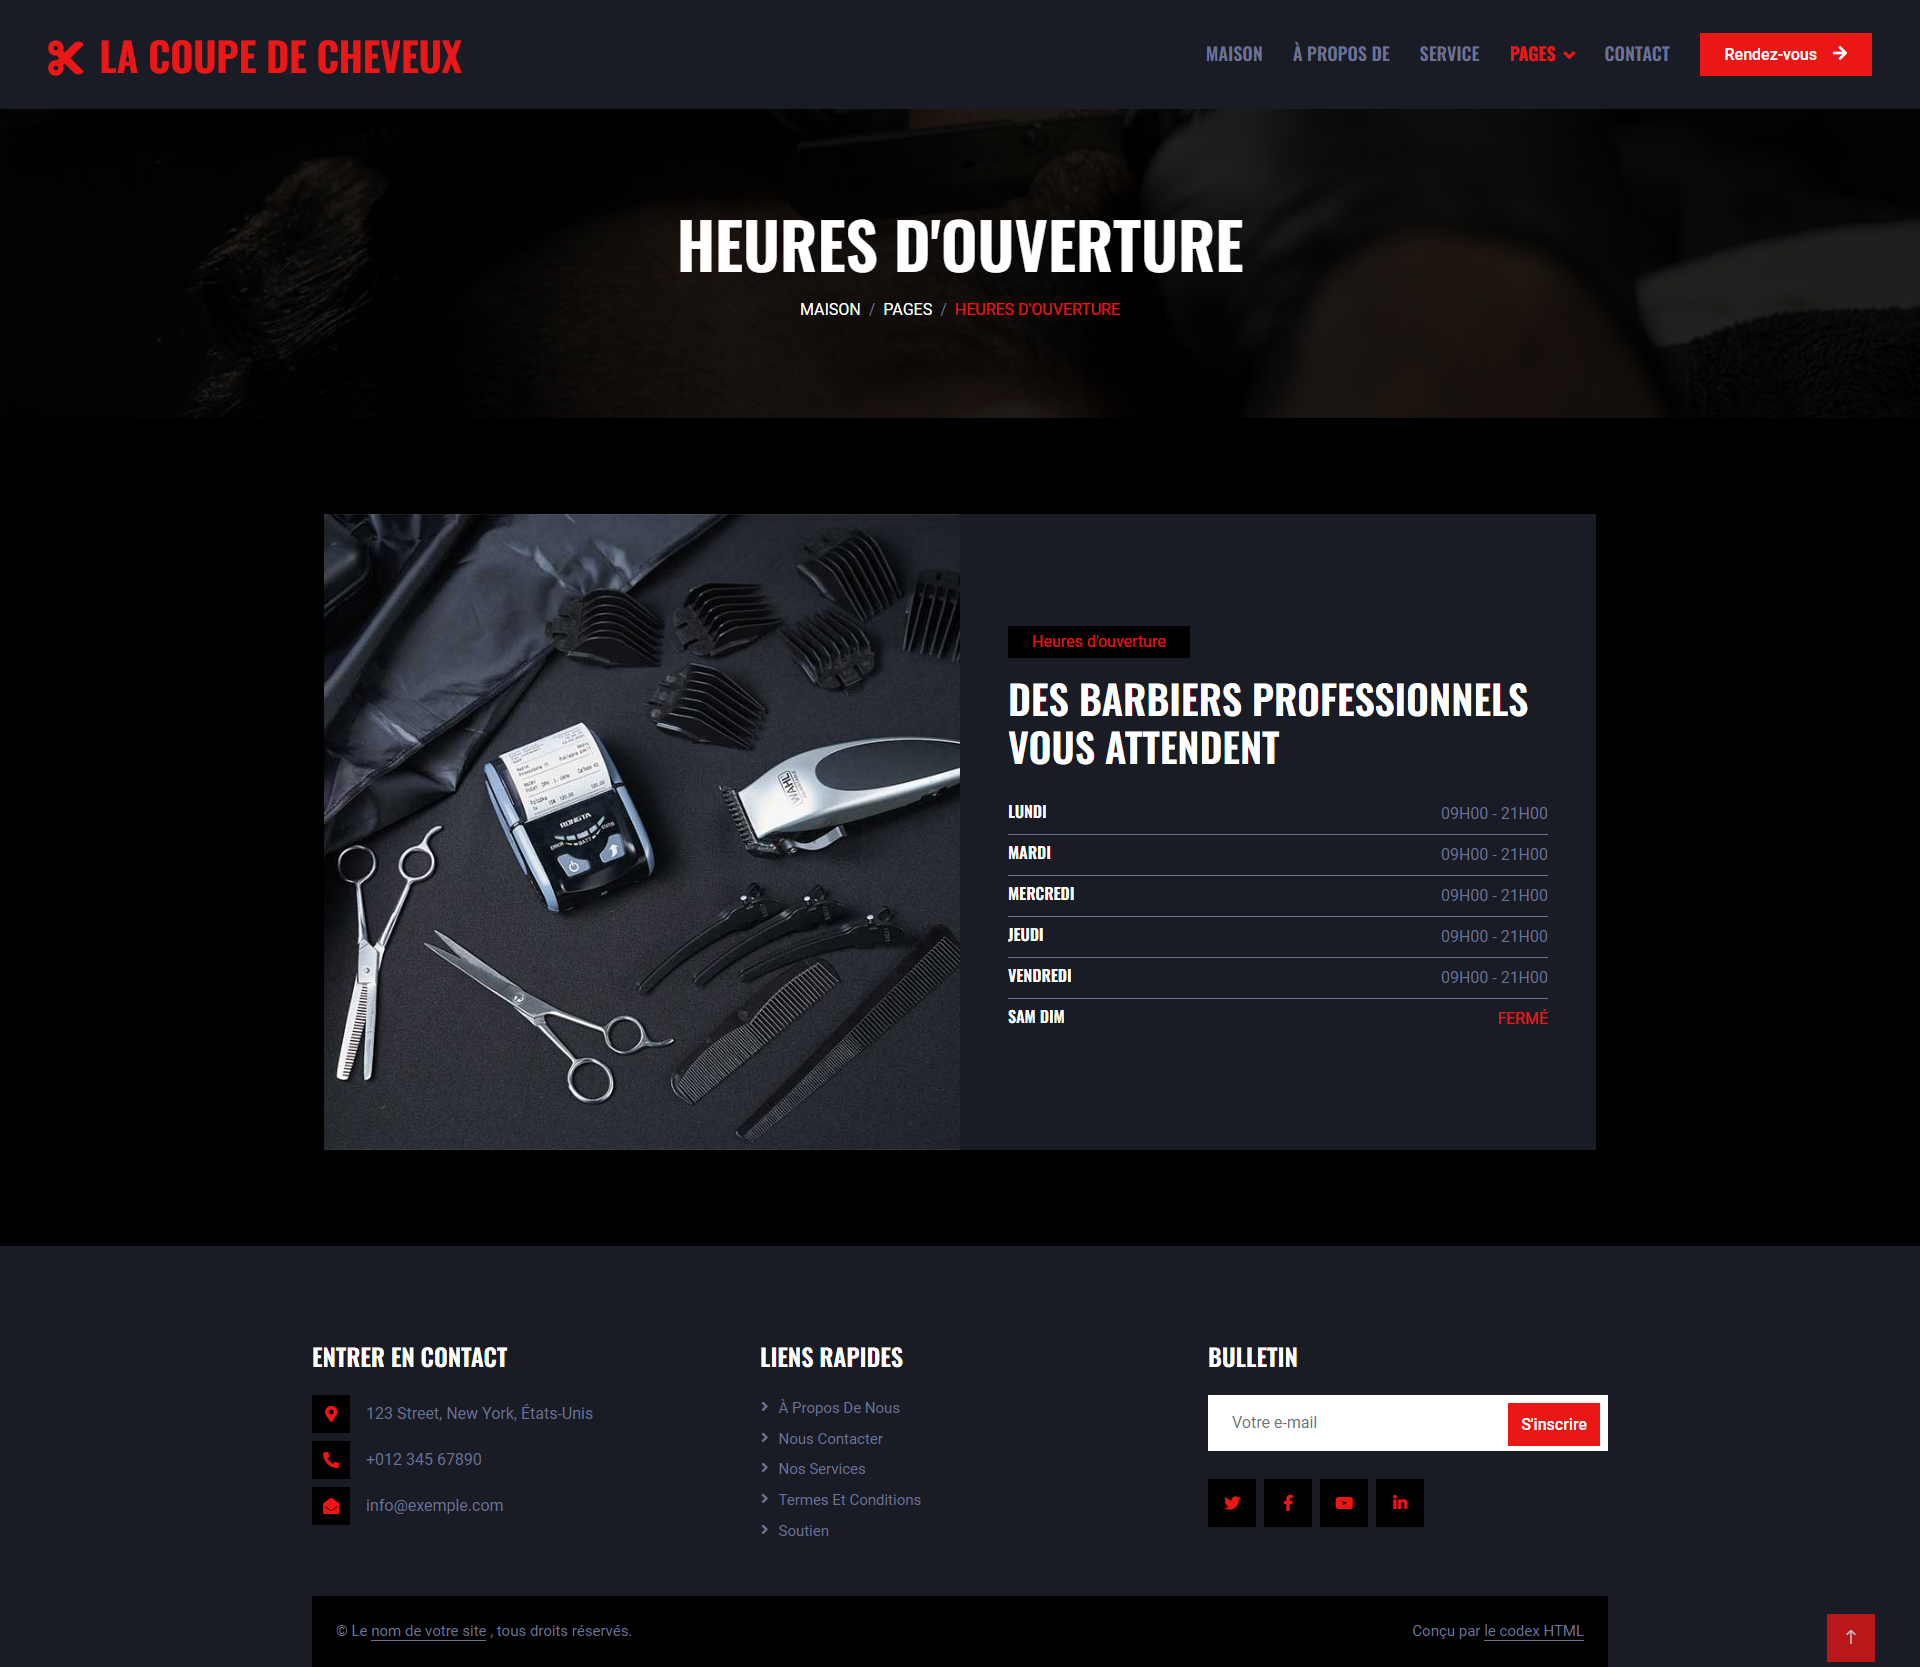 LA COUPE DE CHEVEUX
MAISON À PROPOS DE SERVICE PAGES CONTACT Rendez-vous
HEURES D'OUVERTURE
MAISON / PAGES / HEURES D'OUVERTURE
Heures d'ouverture
DES BARBIERS PROFESSIONNELS
VOUS ATTENDENT
LUNDI 09H00 - 21H00
MARDI 09H00 - 21H00
MERCREDI 09H00 - 21H00
JEUDI 09H00 - 21H00
VENDREDI 09H00 - 21H00
SAM DIM FERMÉ
RONGTA
WAHL
ENTRER EN CONTACT
123 Street, New York, États-Unis
+012 345 67890
info@exemple.com
LIENS RAPIDES
À Propos De Nous
Nous Contacter
Nos Services
Termes Et Conditions
Soutien
BULLETIN
Votre e-mail S'inscrire
© Le nom de votre site , tous droits réservés.
Conçu par le codex HTML